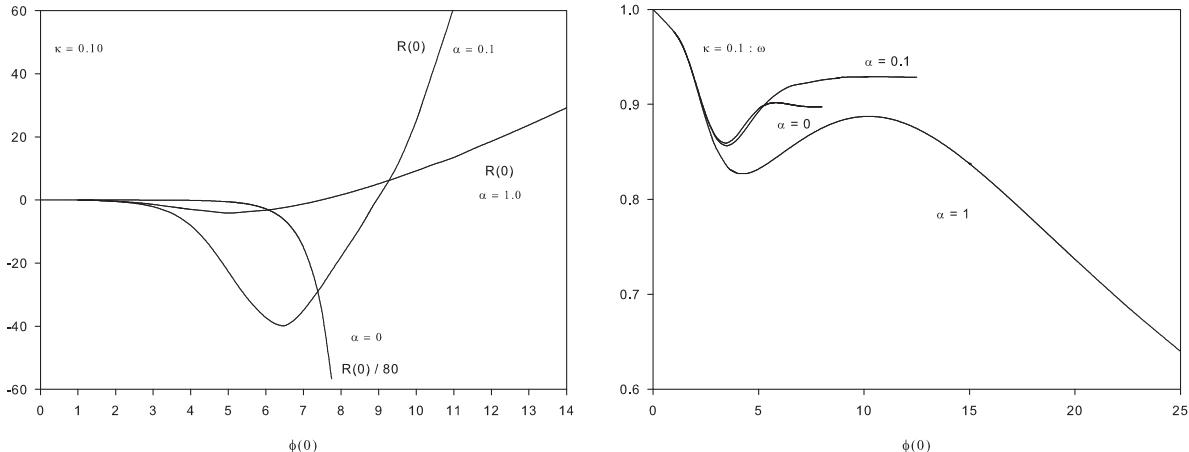 60
40
20
0
-20
-40
-60
κ = 0.10
R(0)
α = 0.1
R(0)
α = 1.0
α = 0
R(0) / 80
0 1 2 3 4 5 6 7 8 9 10 11 12 13 14
ϕ(0)
1.0
0.9
0.8
0.7
0.6
κ = 0.1 : ω
α = 0.1
α = 0
α = 1
0 5 10 15 20 25
ϕ(0)